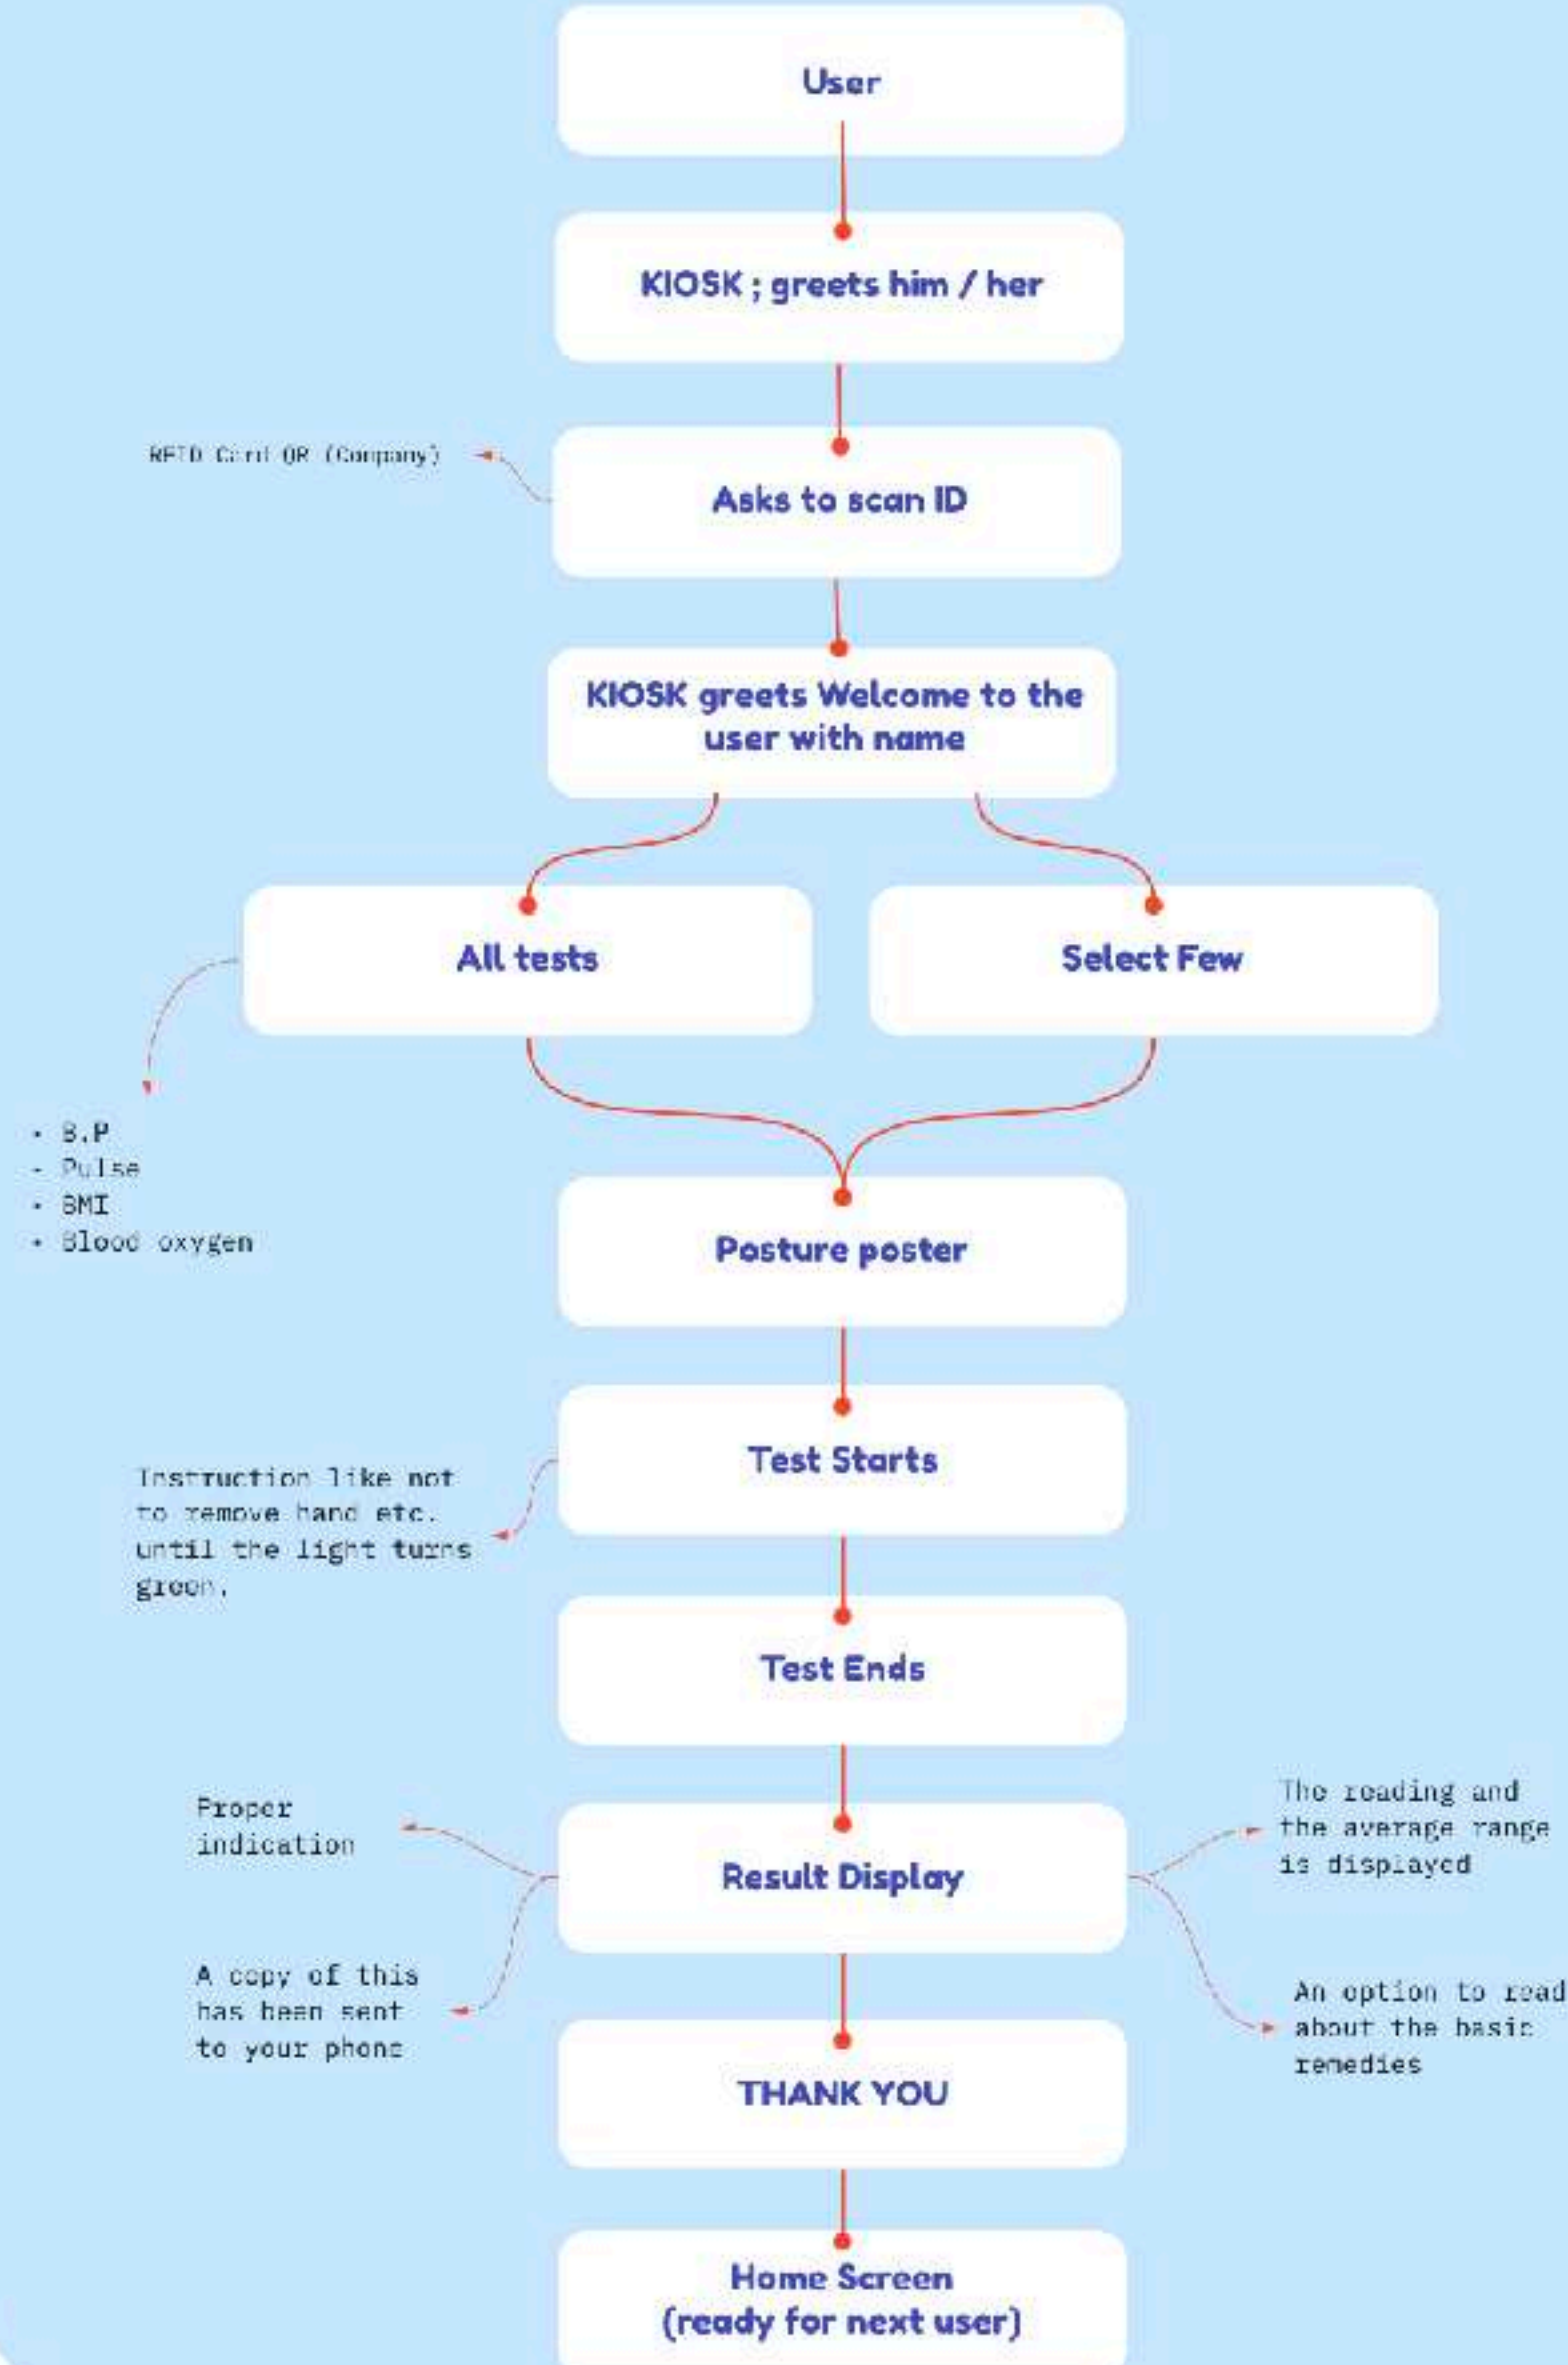 User
KIOSK ; greets him / her
RFID Card QR (Company)
Asks to scan ID
KIOSK greets Welcome to the
user with name
All tests
Select Few
• B.P
- Pulse
• BMI
• Blood oxygen
Posture poster
Test Starts
Instruction like not
to remove hand etc.
until the light turns
green.
Test Ends
Proper
indication
The reading and
the average range
is displayed
Result Display
A copy of this
has been sent
to your phone
An option to read
about the basic
remedies
THANK YOU
Home Screen
(ready for next user)